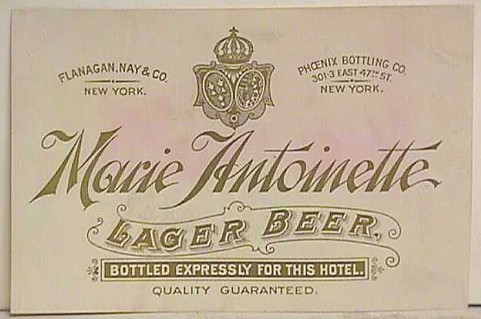 FLANAGAN, NAY & CO.
NEW YORK.
PHŒNIX BOTTLING CO.
301-3 EAST 47TH ST.
NEW YORK.
Marie Antoinette
LAGER BEER,
BOTTLED EXPRESSLY FOR THIS HOTEL.
QUALITY GUARANTEED.